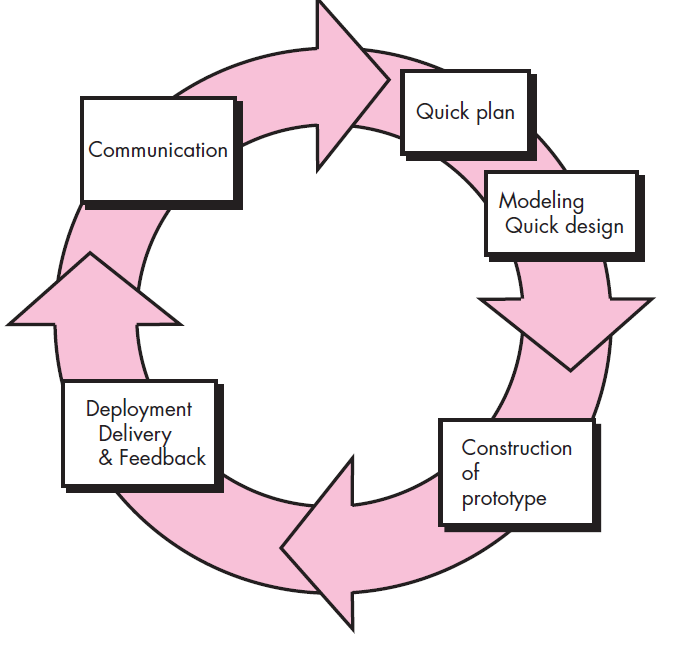 Communication
Quick plan
Modeling
Quick design
Construction
of
prototype
Deployment
Delivery
& Feedback